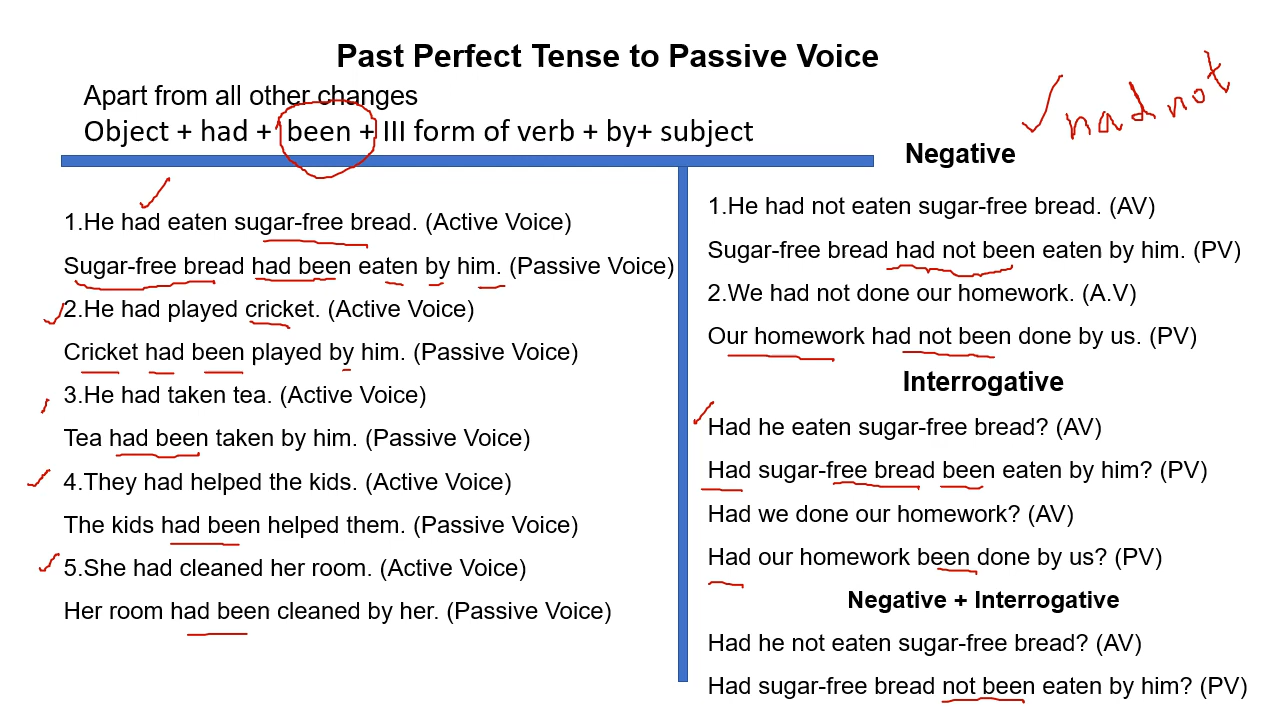 Past Perfect Tense to Passive Voice
Apart from all other changes
Object + had + been + III form of verb + by+ subject
1.He had eaten sugar-free bread. (Active Voice)
Sugar-free bread had been eaten by him. (Passive Voice)
2.He had played cricket. (Active Voice)
Cricket had been played by him. (Passive Voice)
3.He had taken tea. (Active Voice)
Tea had been taken by him. (Passive Voice)
4.They had helped the kids. (Active Voice)
The kids had been helped them. (Passive Voice)
5.She had cleaned her room. (Active Voice)
Her room had been cleaned by her. (Passive Voice)
had not
Negative
1.He had not eaten sugar-free bread. (AV)
Sugar-free bread had not been eaten by him. (PV)
2.We had not done our homework. (A.V)
Our homework had not been done by us. (PV)
Interrogative
Had he eaten sugar-free bread? (AV)
Had sugar-free bread been eaten by him? (PV)
Had we done our homework? (AV)
Had our homework been done by us? (PV)
Negative + Interrogative
Had he not eaten sugar-free bread? (AV)
Had sugar-free bread not been eaten by him? (PV)